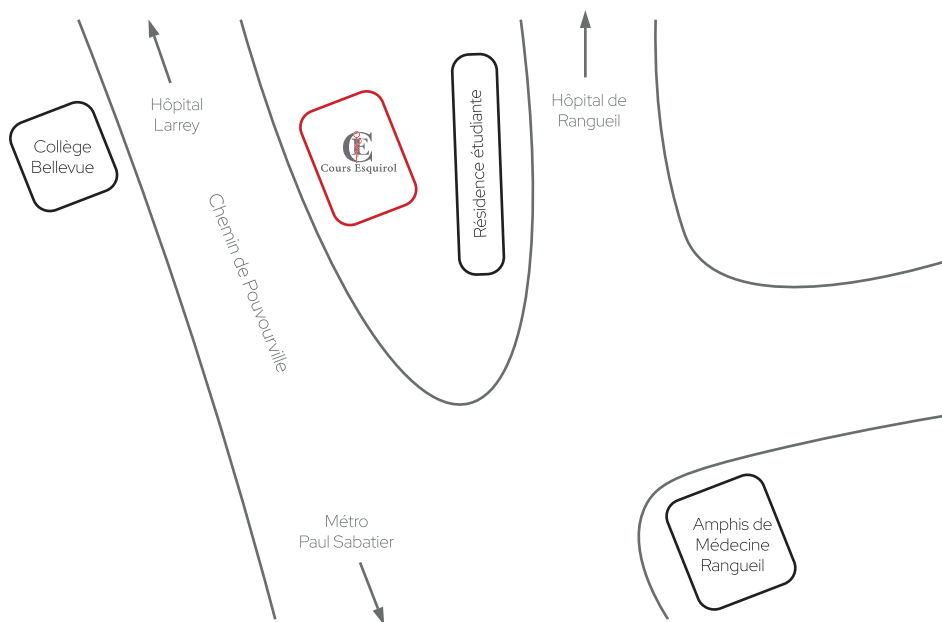 Hôpital
Larrey
Hôpital de
Rangueil
Collège
Bellevue
CE
Cours Esquirol
Résidence étudiante
Chemin de Pouvourville
Métro
Paul Sabatier
Amphis de
Médecine
Rangueil